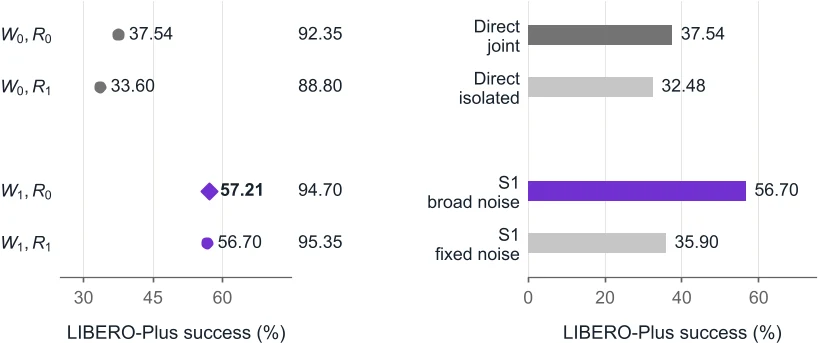 W₀, R₀ 37.54 92.35
W₀, R₁ 33.60 88.80
W₁, R₀ 57.21 94.70
W₁, R₁ 56.70 95.35
30 45 60
LIBERO-Plus success (%)
Direct
joint
37.54
Direct
isolated
32.48
S1
broad noise
56.70
S1
fixed noise
35.90
0 20 40 60
LIBERO-Plus success (%)